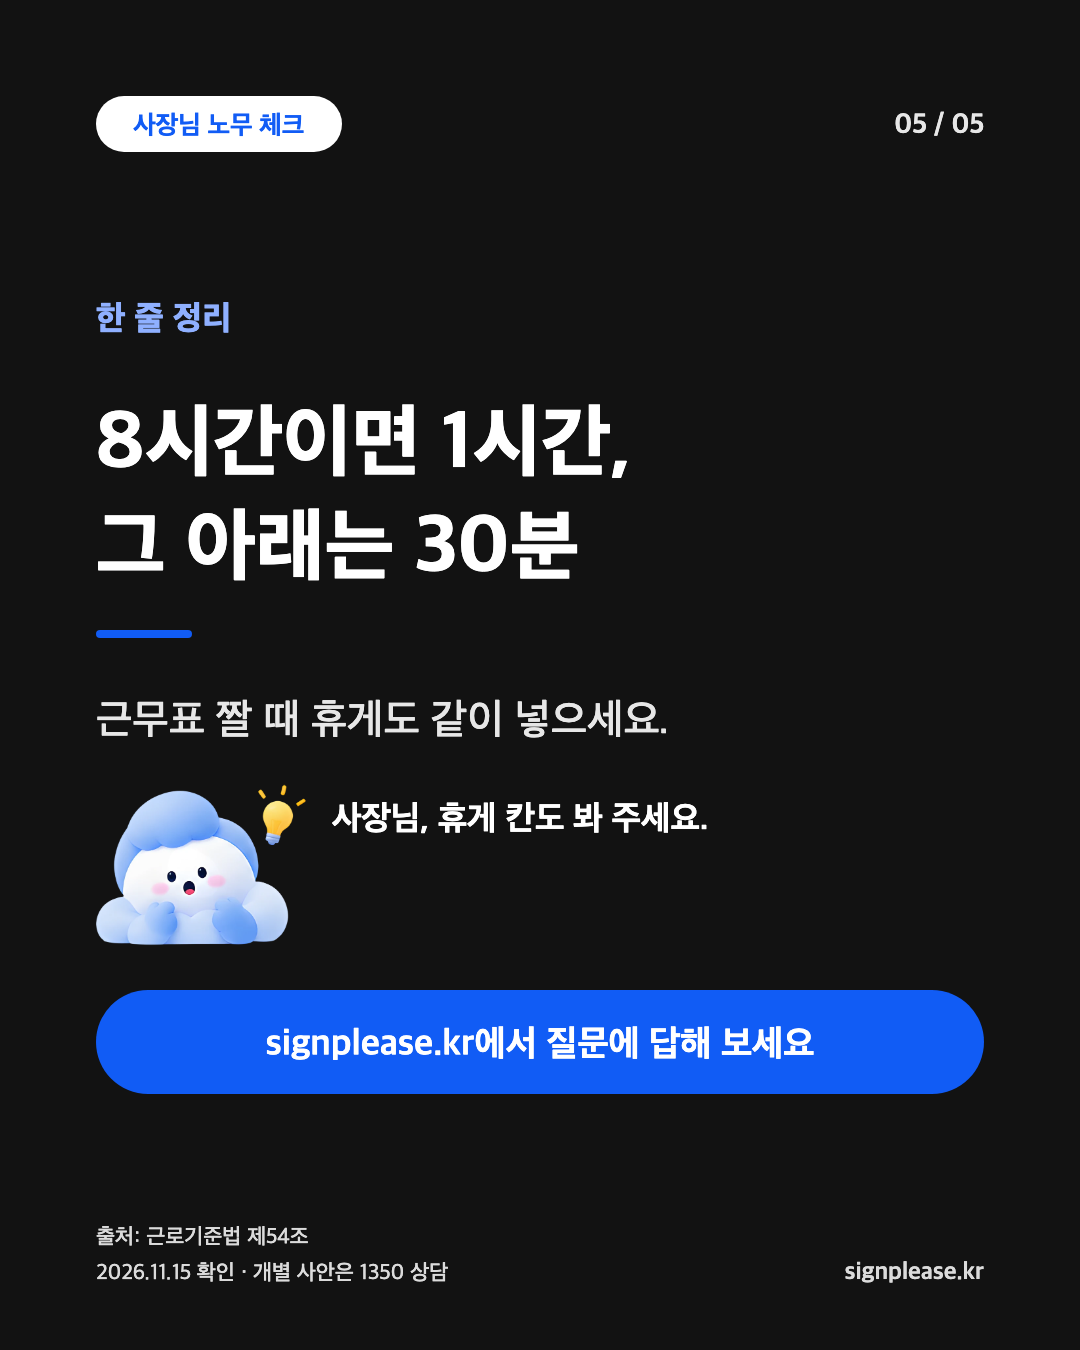 사장님 노무 체크
05 / 05
한 줄 정리
8시간이면 1시간,
그 아래는 30분
근무표 짤 때 휴게도 같이 넣으세요.
사장님, 휴게 칸도 봐 주세요.
signplease.kr에서 질문에 답해 보세요
출처: 근로기준법 제54조
2026.11.15 확인 · 개별 사안은 1350 상담
signplease.kr